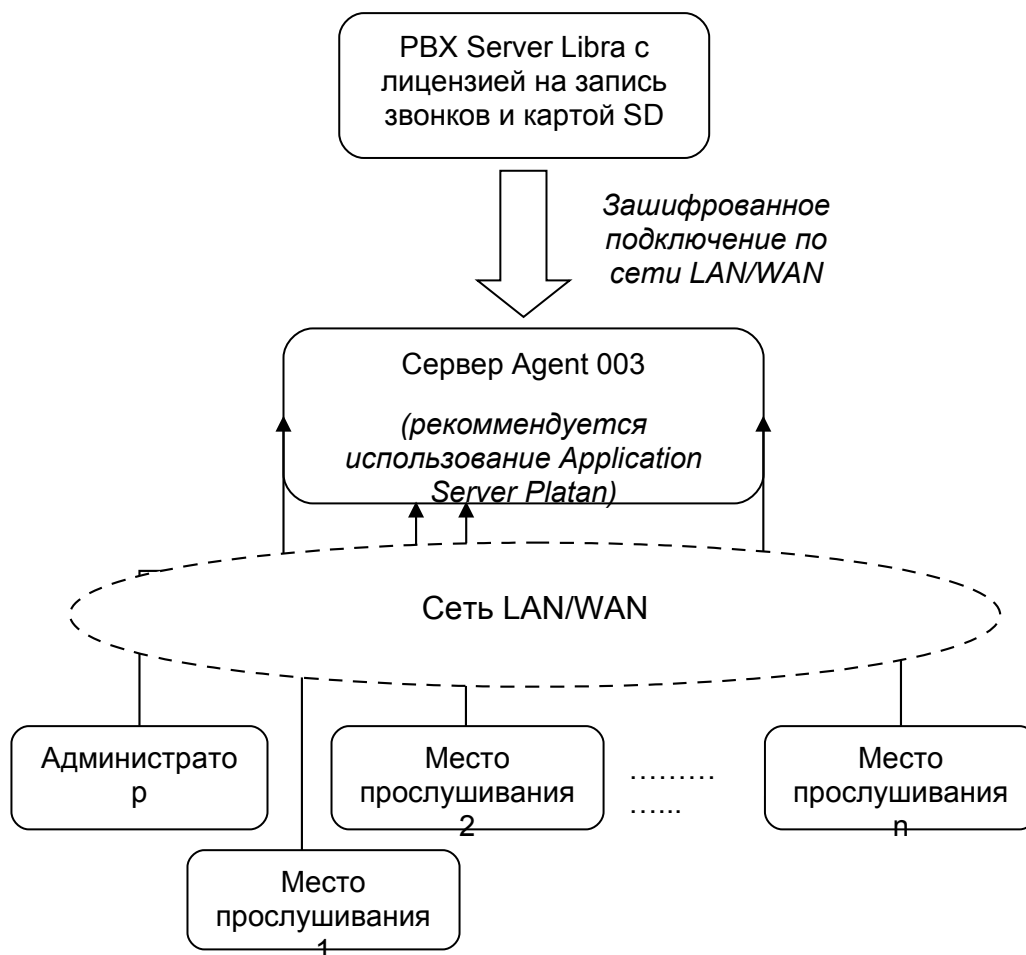 PBX Server Libra с
лицензией на запись
звонков и картой SD
Зашифрованное
подключение по
сети LAN/WAN
Сервер Agent 003
(рекоммендуется
использование Application
Server Platan)
Сеть LAN/WAN
Администрато
р
Место
прослушивания
2
………
…...
Место
прослушивания
n
Место
прослушивания
1